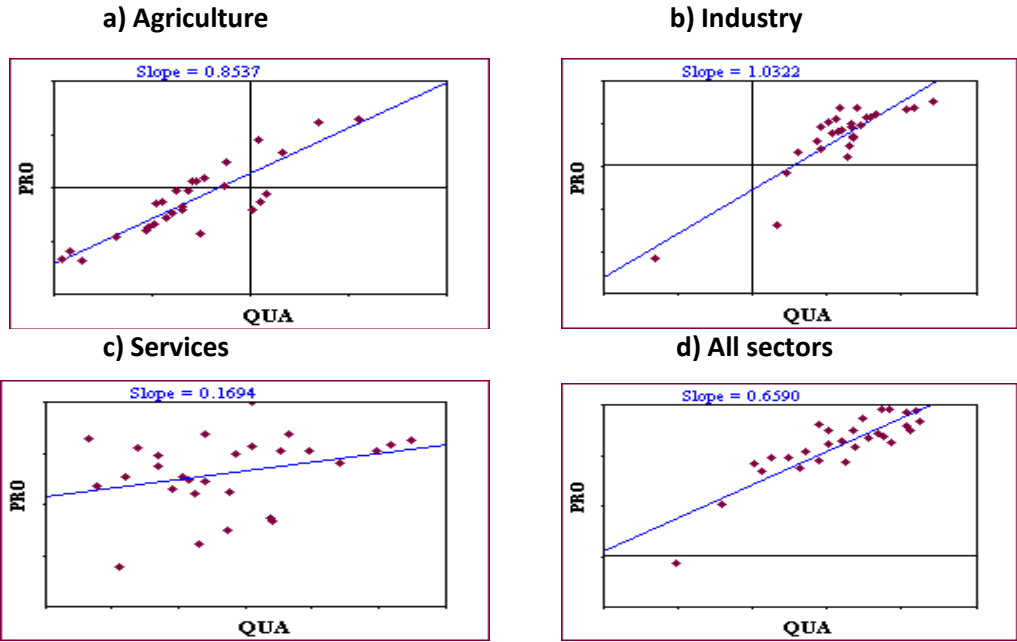 a) Agriculture
b) Industry
Slope = 0.8537
Slope = 1.0322
PRO
PRO
QUA
QUA
c) Services
d) All sectors
Slope = 0.1694
Slope = 0.6590
PRO
PRO
QUA
QUA